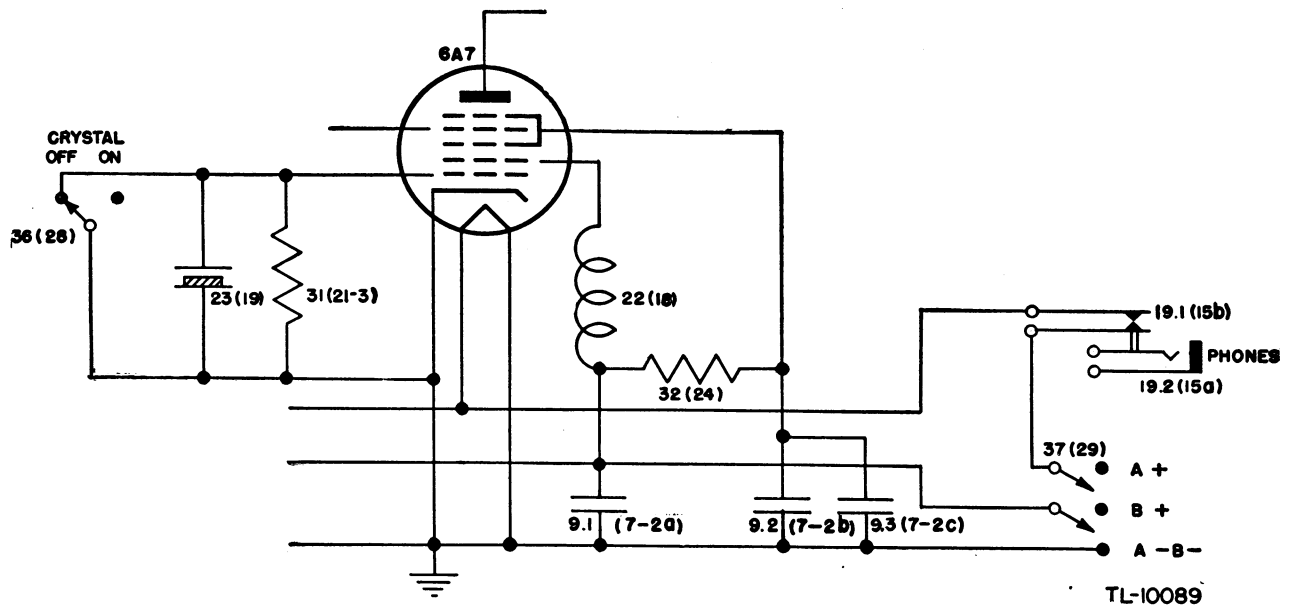 6A7
CRYSTAL
OFF ON
36(28)
23(19)
31(21-3)
22(18)
19.1(15b)
PHONES
19.2(15a)
32(24)
37(29)
A +
B +
9.1 (7-2a)
9.2 (7-2b)
9.3(7-2c)
A - B -
TL-10089